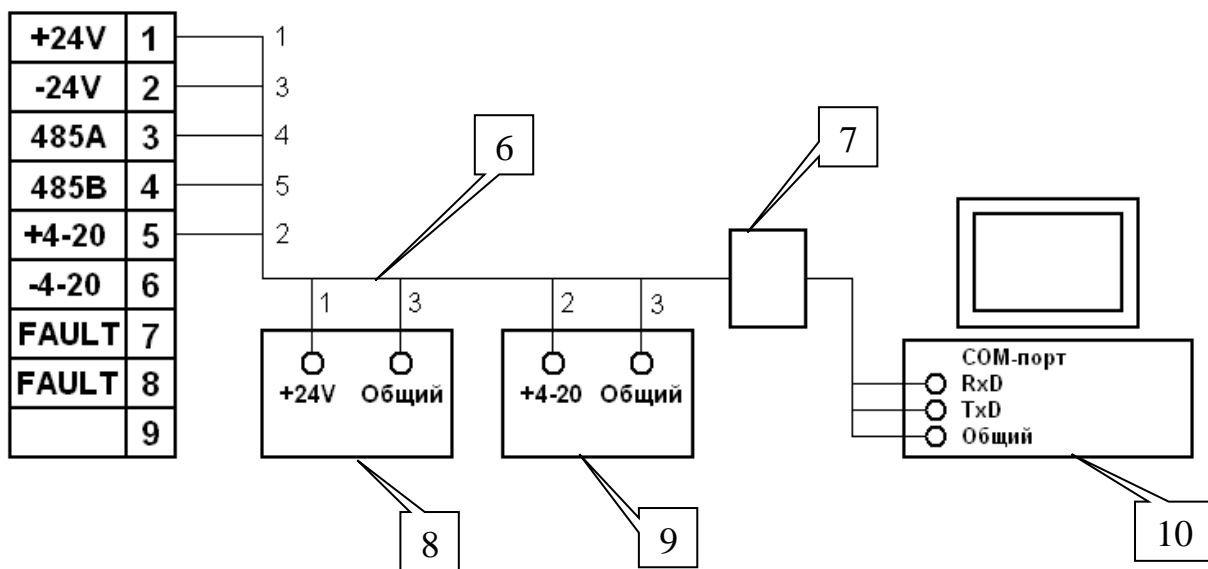 +24V 1 1
-24V 2 3
485A 3 4
485B 4 5
+4-20 5 2
-4-20 6
FAULT 7
FAULT 8
9
6
7
1 3 2 3
+24V Общий
+4-20 Общий
COM-порт
RxD
TxD
Общий
8
9
10